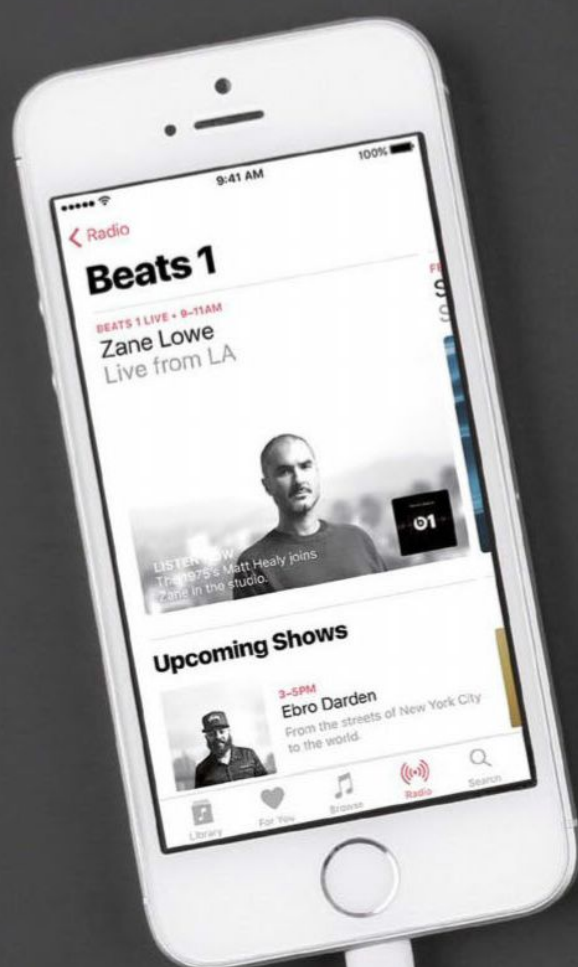 9:41 AM
100%
Radio
Beats 1
BEATS 1 LIVE • 9–11AM
Zane Lowe
Live from LA
LISTEN NOW
The 1975's Matt Healy joins
Zane in the studio.
Upcoming Shows
3–5PM
Ebro Darden
From the streets of New York City
to the world.
Library
For You
Browse
Radio
Search